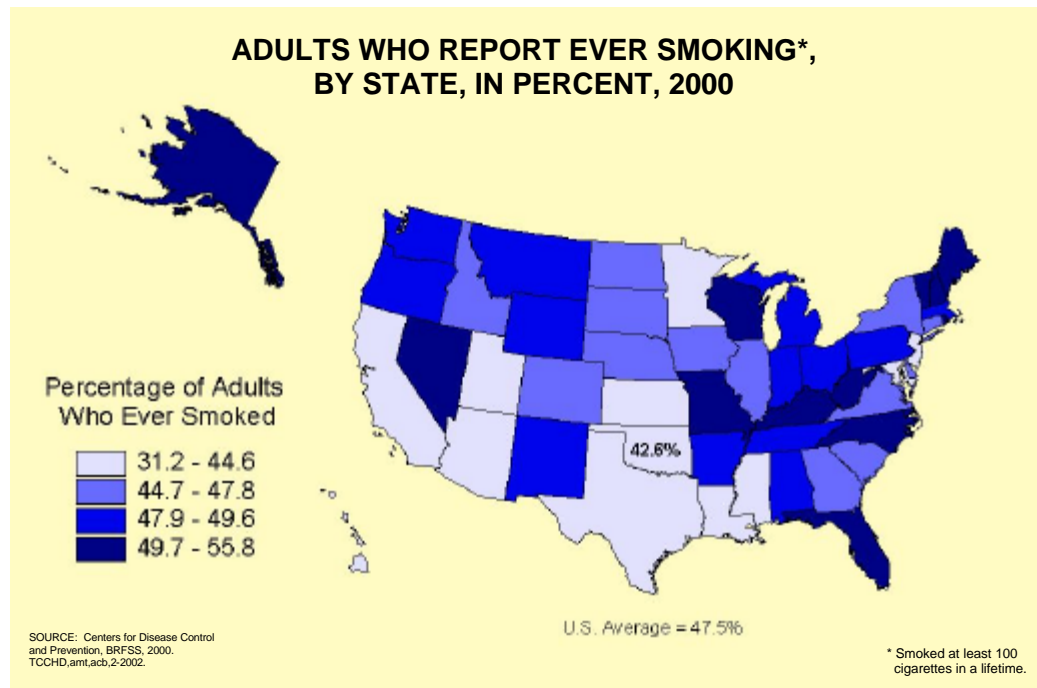 ADULTS WHO REPORT EVER SMOKING*,
BY STATE, IN PERCENT, 2000
Percentage of Adults
Who Ever Smoked
31.2 - 44.6
44.7 - 47.8
47.9 - 49.6
49.7 - 55.8
42.6%
U.S. Average = 47.5%
SOURCE: Centers for Disease Control
and Prevention, BRFSS, 2000.
TCCHD,amt,acb,2-2002.
* Smoked at least 100
cigarettes in a lifetime.